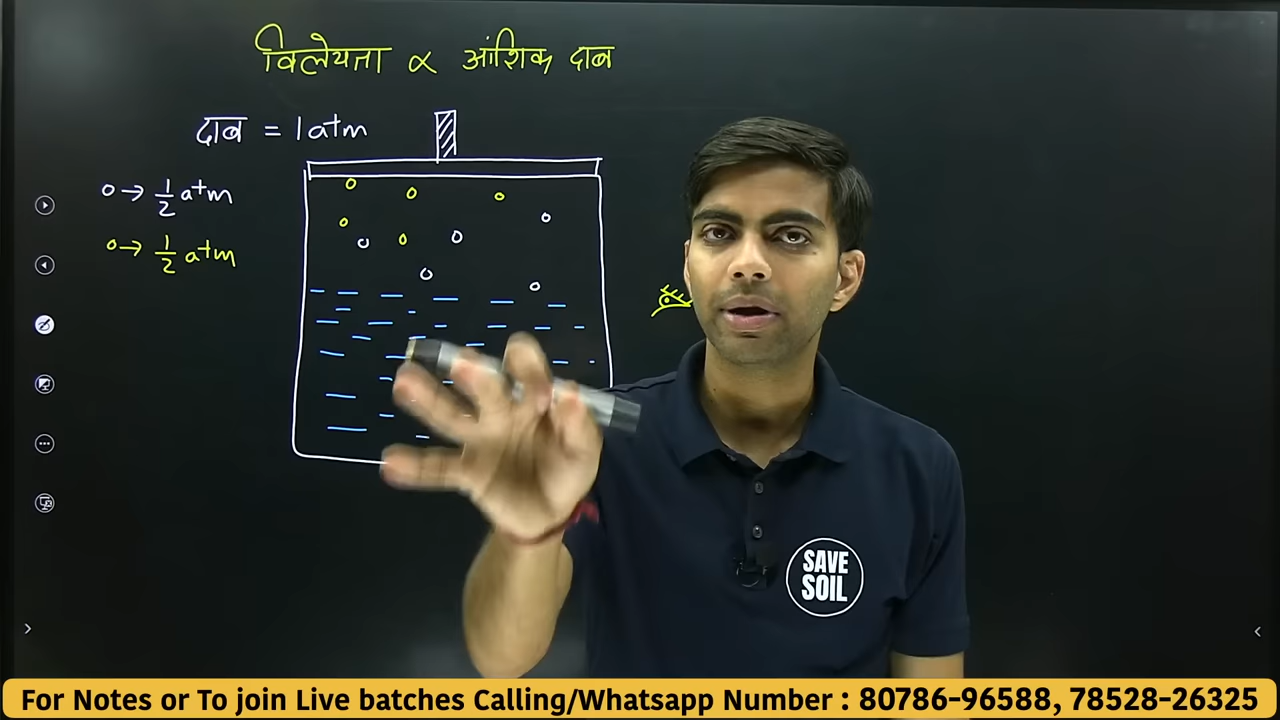 विलेयता ∝ आंशिक दाब
दाब = 1atm
o → 1/2 atm
o → 1/2 atm
SAVE
SOIL
For Notes or To join Live batches Calling/Whatsapp Number : 80786-96588, 78528-26325